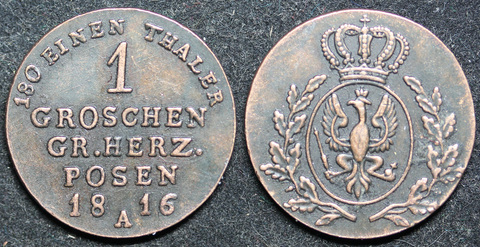 180 EINEN THALER
1
GROSCHEN
GR.HERZ.
POSEN
18 16
A